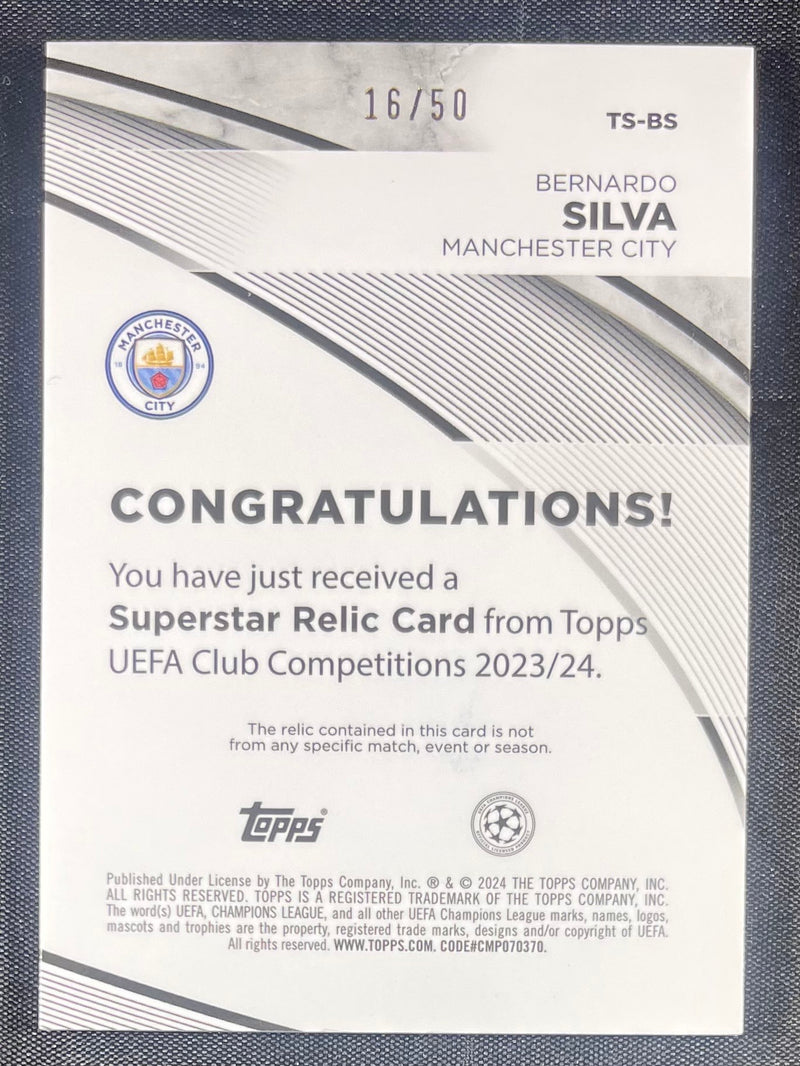 16/50
TS-BS
BERNARDO
SILVA
MANCHESTER CITY
MANCHESTER
18 94
CITY
CONGRATULATIONS!
You have just received a
Superstar Relic Card from Topps
UEFA Club Competitions 2023/24.
The relic contained in this card is not
from any specific match, event or season.
Topps®
Published Under License by The Topps Company, Inc. ® & © 2024 THE TOPPS COMPANY, INC.
ALL RIGHTS RESERVED. TOPPS IS A REGISTERED TRADEMARK OF THE TOPPS COMPANY, INC.
The word(s) UEFA, CHAMPIONS LEAGUE, and all other UEFA Champions League marks, names, logos,
mascots and trophies are the property, registered trade marks, designs and/or copyright of UEFA.
All rights reserved. WWW.TOPPS.COM. CODE#CMP070370.